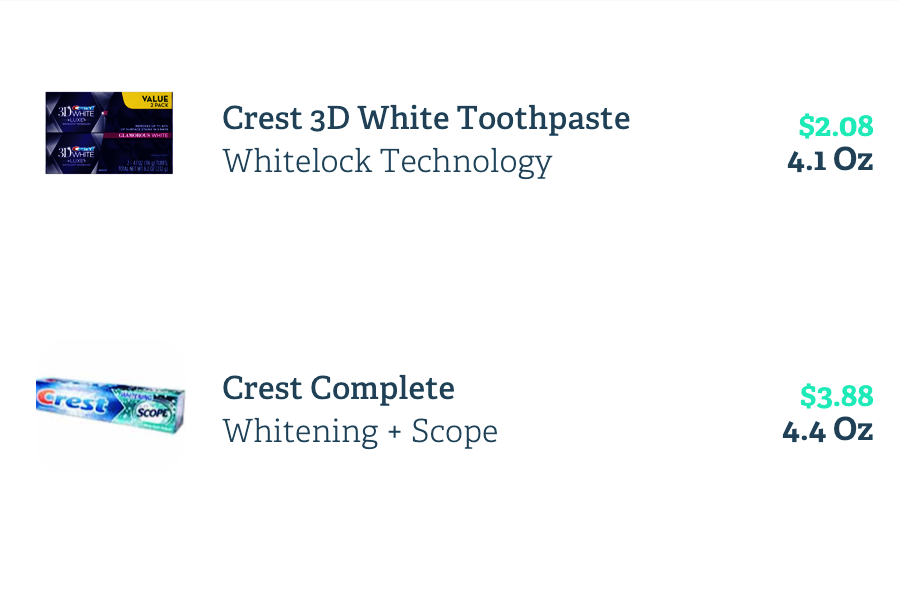 VALUE
2 PACK
3D WHITE
LUXE
GLAMOROUS WHITE
3D WHITE
LUXE
Crest 3D White Toothpaste
Whitelock Technology
$2.08
4.1 Oz
Crest
SCOPE
Crest Complete
Whitening + Scope
$3.88
4.4 Oz